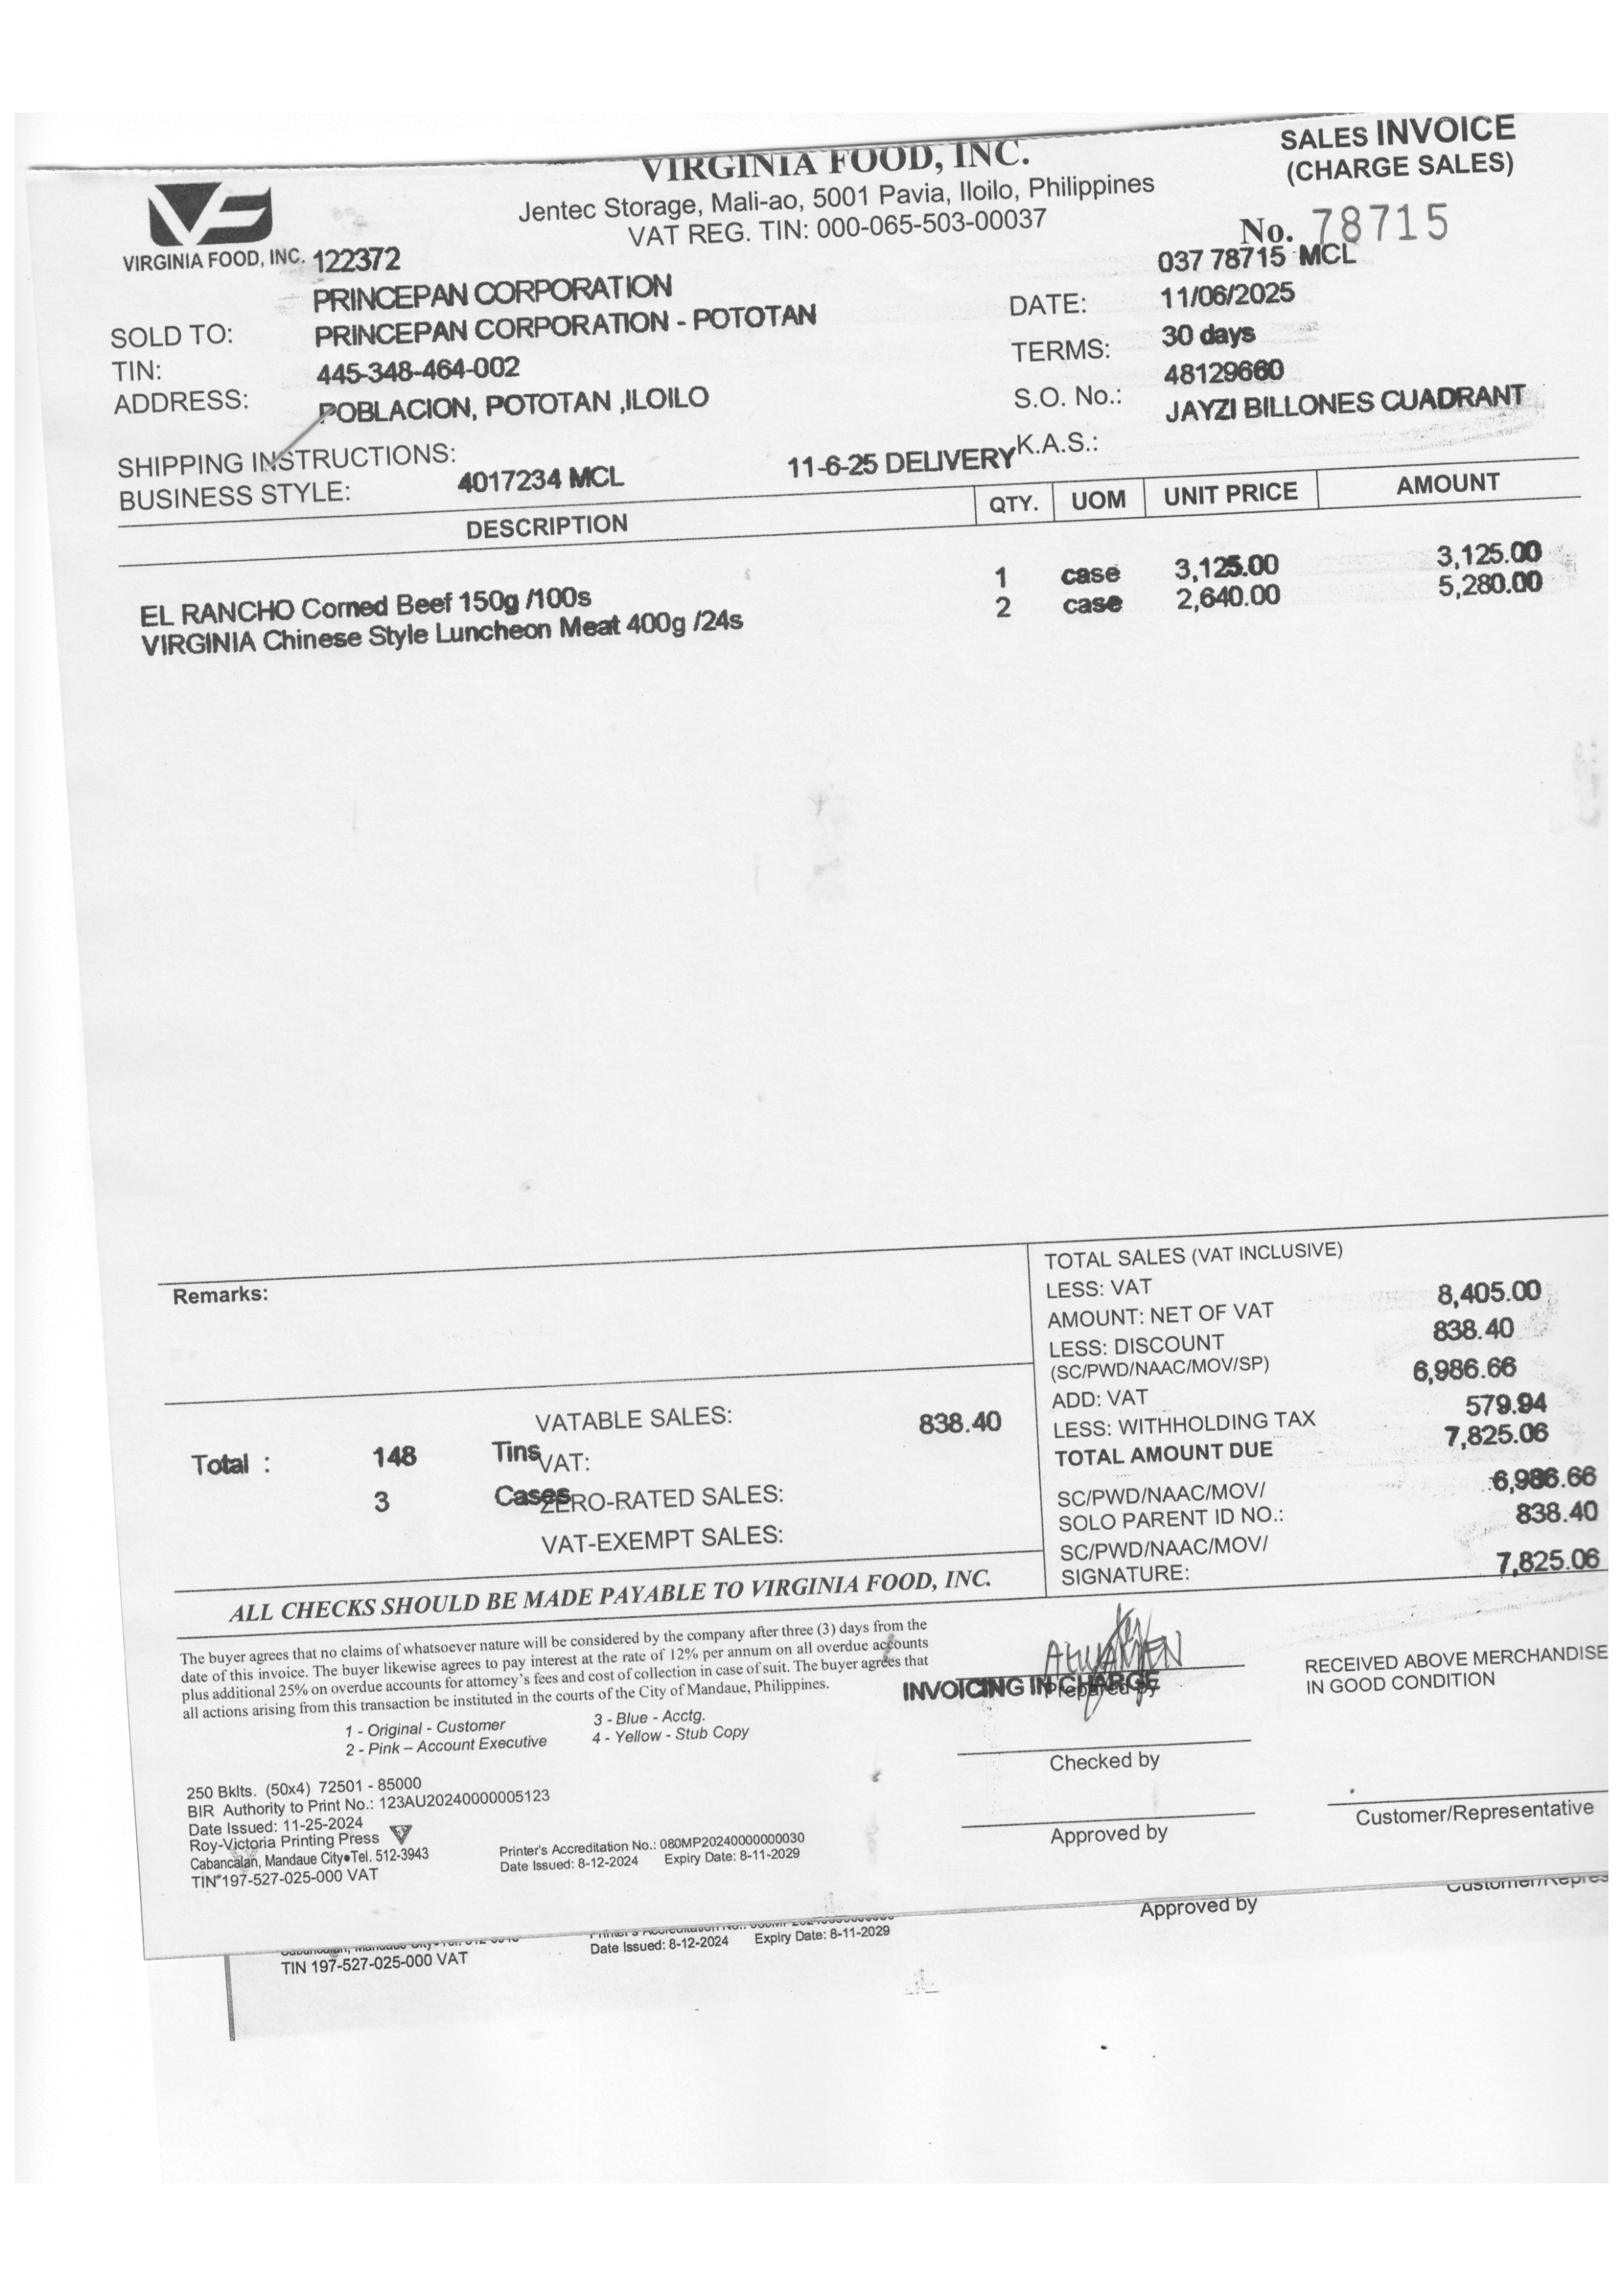 VIRGINIA FOOD, INC.
Jentec Storage, Mali-ao, 5001 Pavia, Iloilo, Philippines
VAT REG. TIN: 000-065-503-00037
SALES INVOICE
(CHARGE SALES)
No. 78715
VIRGINIA FOOD, INC. 122372
037 78715 MCL
PRINCEPAN CORPORATION
SOLD TO: PRINCEPAN CORPORATION - POTOTAN
DATE: 11/06/2025
TIN: 445-348-464-002
TERMS: 30 days
ADDRESS: POBLACION, POTOTAN ,ILOILO
S.O. No.: 48129660
JAYZI BILLONES CUADRANT
SHIPPING INSTRUCTIONS:
K.A.S.:
BUSINESS STYLE: 4017234 MCL 11-6-25 DELIVERY
DESCRIPTION QTY. UOM UNIT PRICE AMOUNT
EL RANCHO Corned Beef 150g /100s 1 case 3,125.00 3,125.00
VIRGINIA Chinese Style Luncheon Meat 400g /24s 2 case 2,640.00 5,280.00
Remarks:
Total : 148 Tins
3 Cases
VATABLE SALES: 838.40
VAT:
ZERO-RATED SALES:
VAT-EXEMPT SALES:
TOTAL SALES (VAT INCLUSIVE)
LESS: VAT 8,405.00
AMOUNT: NET OF VAT 838.40
LESS: DISCOUNT
(SC/PWD/NAAC/MOV/SP) 6,986.66
ADD: VAT 579.94
LESS: WITHHOLDING TAX 7,825.06
TOTAL AMOUNT DUE
SC/PWD/NAAC/MOV/ 6,986.66
SOLO PARENT ID NO.: 838.40
SC/PWD/NAAC/MOV/
SIGNATURE: 7,825.06
ALL CHECKS SHOULD BE MADE PAYABLE TO VIRGINIA FOOD, INC.
The buyer agrees that no claims of whatsoever nature will be considered by the company after three (3) days from the
date of this invoice. The buyer likewise agrees to pay interest at the rate of 12% per annum on all overdue accounts
plus additional 25% on overdue accounts for attorney's fees and cost of collection in case of suit. The buyer agrees that
all actions arising from this transaction be instituted in the courts of the City of Mandaue, Philippines.
1 - Original - Customer
2 - Pink – Account Executive
3 - Blue - Acctg.
4 - Yellow - Stub Copy
INVOICING IN CHARGE
Prepared by
Checked by
Approved by
RECEIVED ABOVE MERCHANDISE
IN GOOD CONDITION
Customer/Representative
250 Bklts. (50x4) 72501 - 85000
BIR Authority to Print No.: 123AU20240000005123
Date Issued: 11-25-2024
Roy-Victoria Printing Press
Cabancalan, Mandaue City•Tel. 512-3943
TIN 197-527-025-000 VAT
Printer's Accreditation No.: 080MP20240000000030
Date Issued: 8-12-2024 Expiry Date: 8-11-2029
Approved by
Date Issued: 8-12-2024 Expiry Date: 8-11-2029
TIN 197-527-025-000 VAT